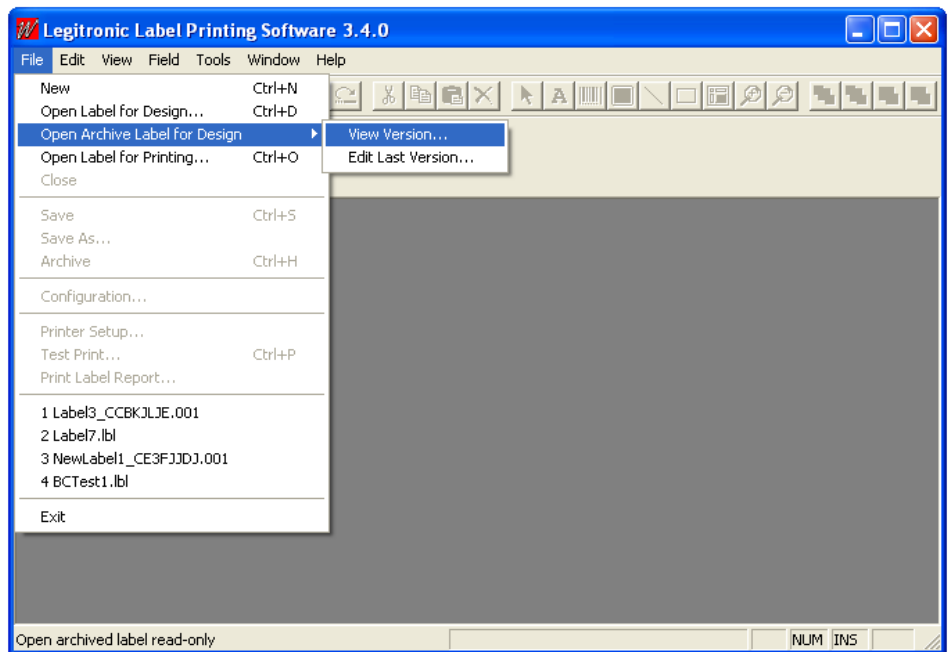 Legitronic Label Printing Software 3.4.0
File Edit View Field Tools Window Help
New Ctrl+N
Open Label for Design... Ctrl+D
Open Archive Label for Design
View Version...
Open Label for Printing... Ctrl+O
Edit Last Version...
Close
Save Ctrl+S
Save As...
Archive Ctrl+H
Configuration...
Printer Setup...
Test Print... Ctrl+P
Print Label Report...
1 Label3_CCBKJLJE.001
2 Label7.lbl
3 NewLabel1_CE3FJJDJ.001
4 BCTest1.lbl
Exit
Open archived label read-only NUM INS